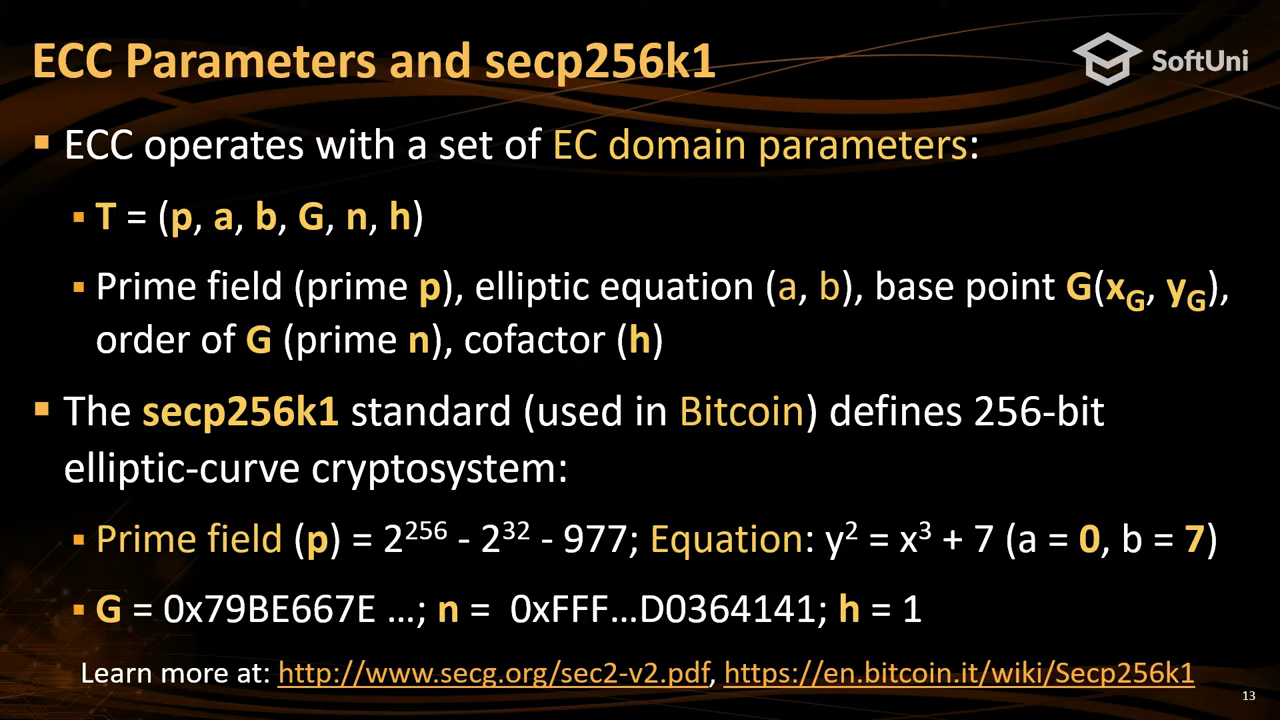 ECC Parameters and secp256k1
SoftUni
▪ ECC operates with a set of EC domain parameters:
▪ T = (p, a, b, G, n, h)
▪ Prime field (prime p), elliptic equation (a, b), base point G(x_G, y_G),
order of G (prime n), cofactor (h)
▪ The secp256k1 standard (used in Bitcoin) defines 256-bit
elliptic-curve cryptosystem:
▪ Prime field (p) = 2²⁵⁶ - 2³² - 977; Equation: y² = x³ + 7 (a = 0, b = 7)
▪ G = 0x79BE667E …; n = 0xFFF…D0364141; h = 1
Learn more at: http://www.secg.org/sec2-v2.pdf, https://en.bitcoin.it/wiki/Secp256k1
13